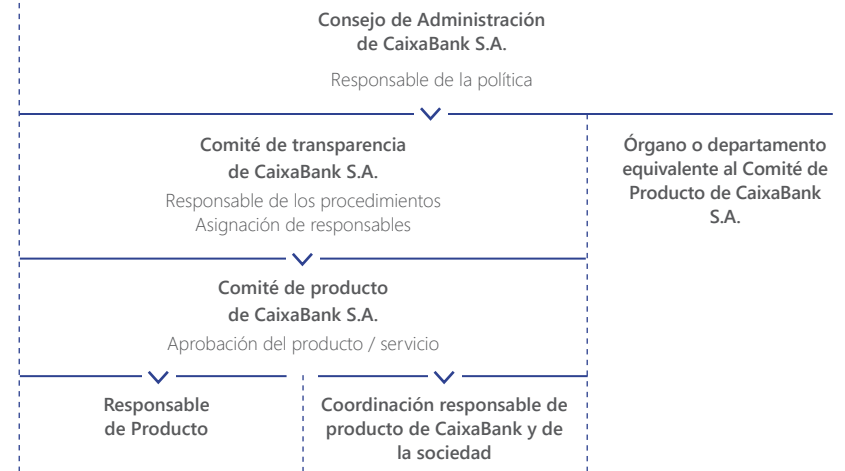 Consejo de Administración
de CaixaBank S.A.
Responsable de la política
Comité de transparencia
de CaixaBank S.A.
Responsable de los procedimientos
Asignación de responsables
Órgano o departamento
equivalente al Comité de
Producto de CaixaBank
S.A.
Comité de producto
de CaixaBank S.A.
Aprobación del producto / servicio
Responsable
de Producto
Coordinación responsable de
producto de CaixaBank y de
la sociedad